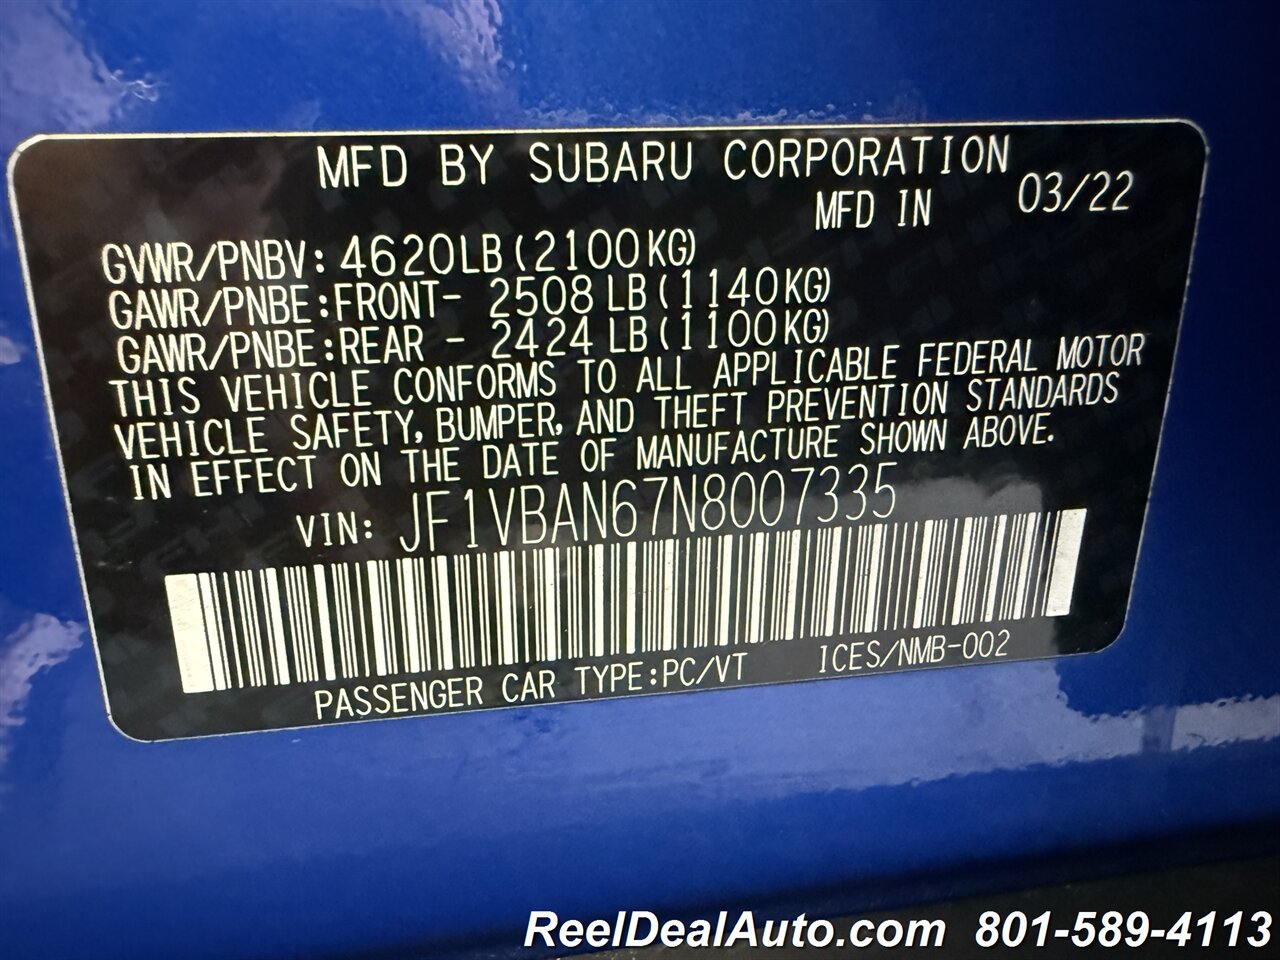 MFD BY SUBARU CORPORATION
MFD IN 03/22
GVWR/PNBV: 4620LB (2100KG)
GAWR/PNBE:FRONT- 2508 LB (1140KG)
GAWR/PNBE:REAR - 2424 LB (1100KG)
THIS VEHICLE CONFORMS TO ALL APPLICABLE FEDERAL MOTOR
VEHICLE SAFETY, BUMPER, AND THEFT PREVENTION STANDARDS
IN EFFECT ON THE DATE OF MANUFACTURE SHOWN ABOVE.
VIN: JF1VBAN67N8007335
PASSENGER CAR TYPE:PC/VT ICES/NMB-002
ReelDealAuto.com 801-589-4113